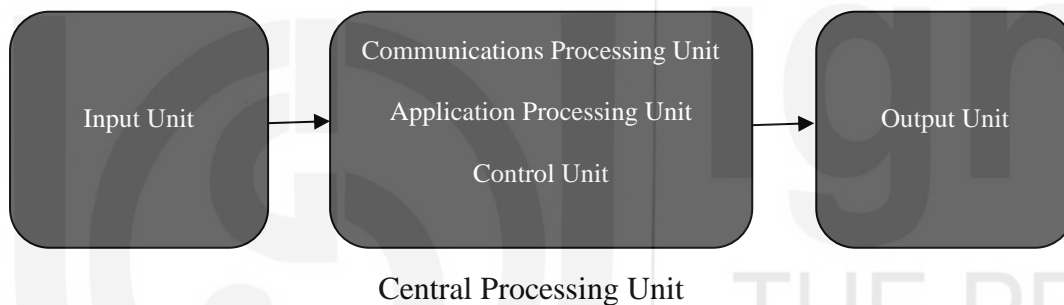 Communications Processing Unit
Input Unit
Application Processing Unit
Output Unit
Control Unit
Central Processing Unit